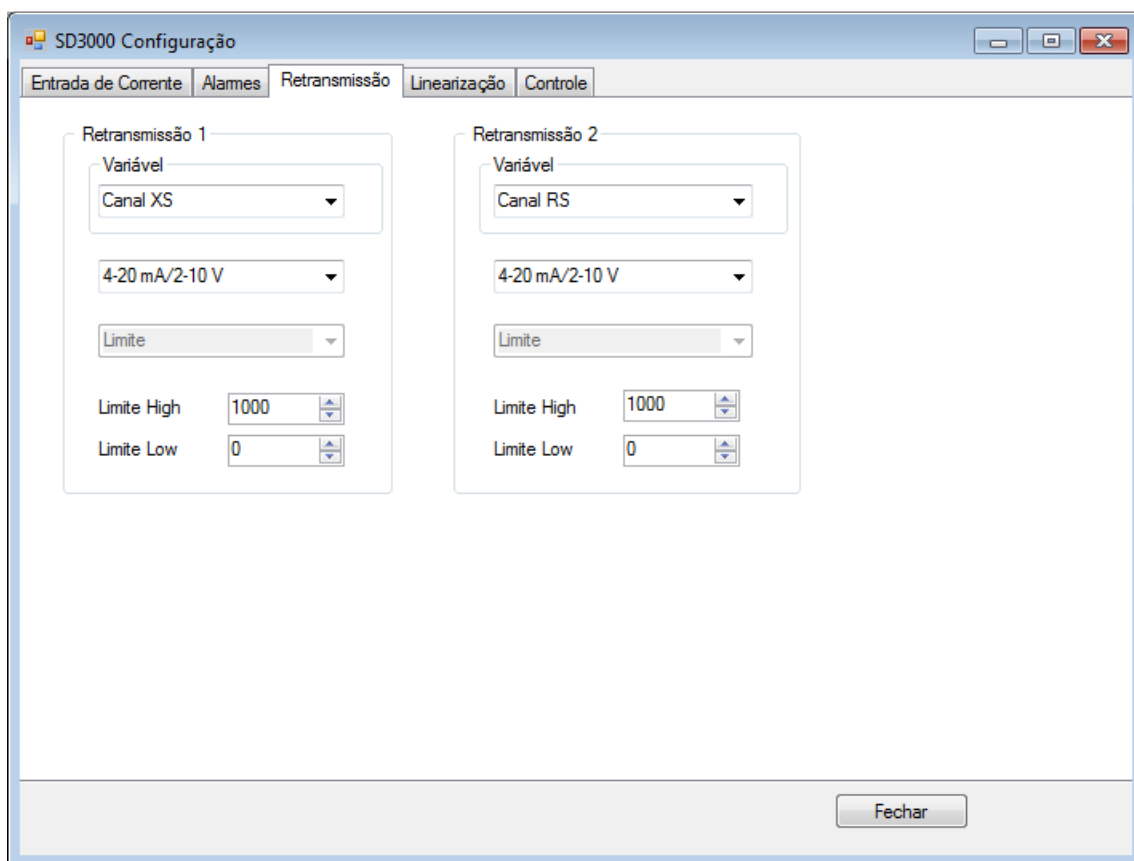 SD3000 Configuração
Entrada de Corrente Alarmes Retransmissão Linearização Controle
Retransmissão 1
Variável
Canal XS
4-20 mA/2-10 V
Limite
Limite High 1000
Limite Low 0
Retransmissão 2
Variável
Canal RS
4-20 mA/2-10 V
Limite
Limite High 1000
Limite Low 0
Fechar